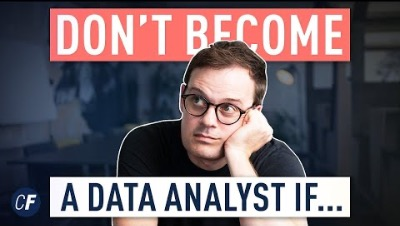 DON'T BECOME
A DATA ANALYST IF...
CF